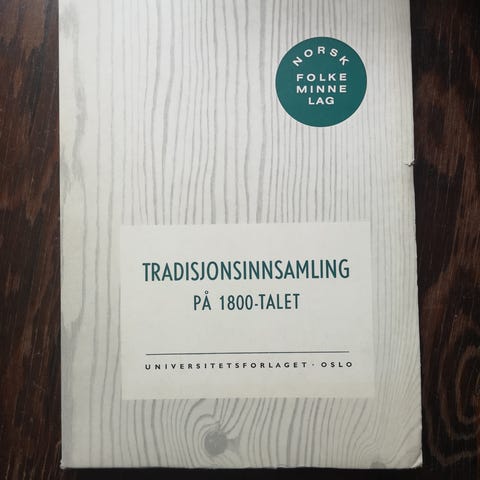 NORSK
FOLKE
MINNE
LAG
TRADISJONSINNSAMLING
PÅ 1800-TALET
UNIVERSITETSFORLAGET · OSLO